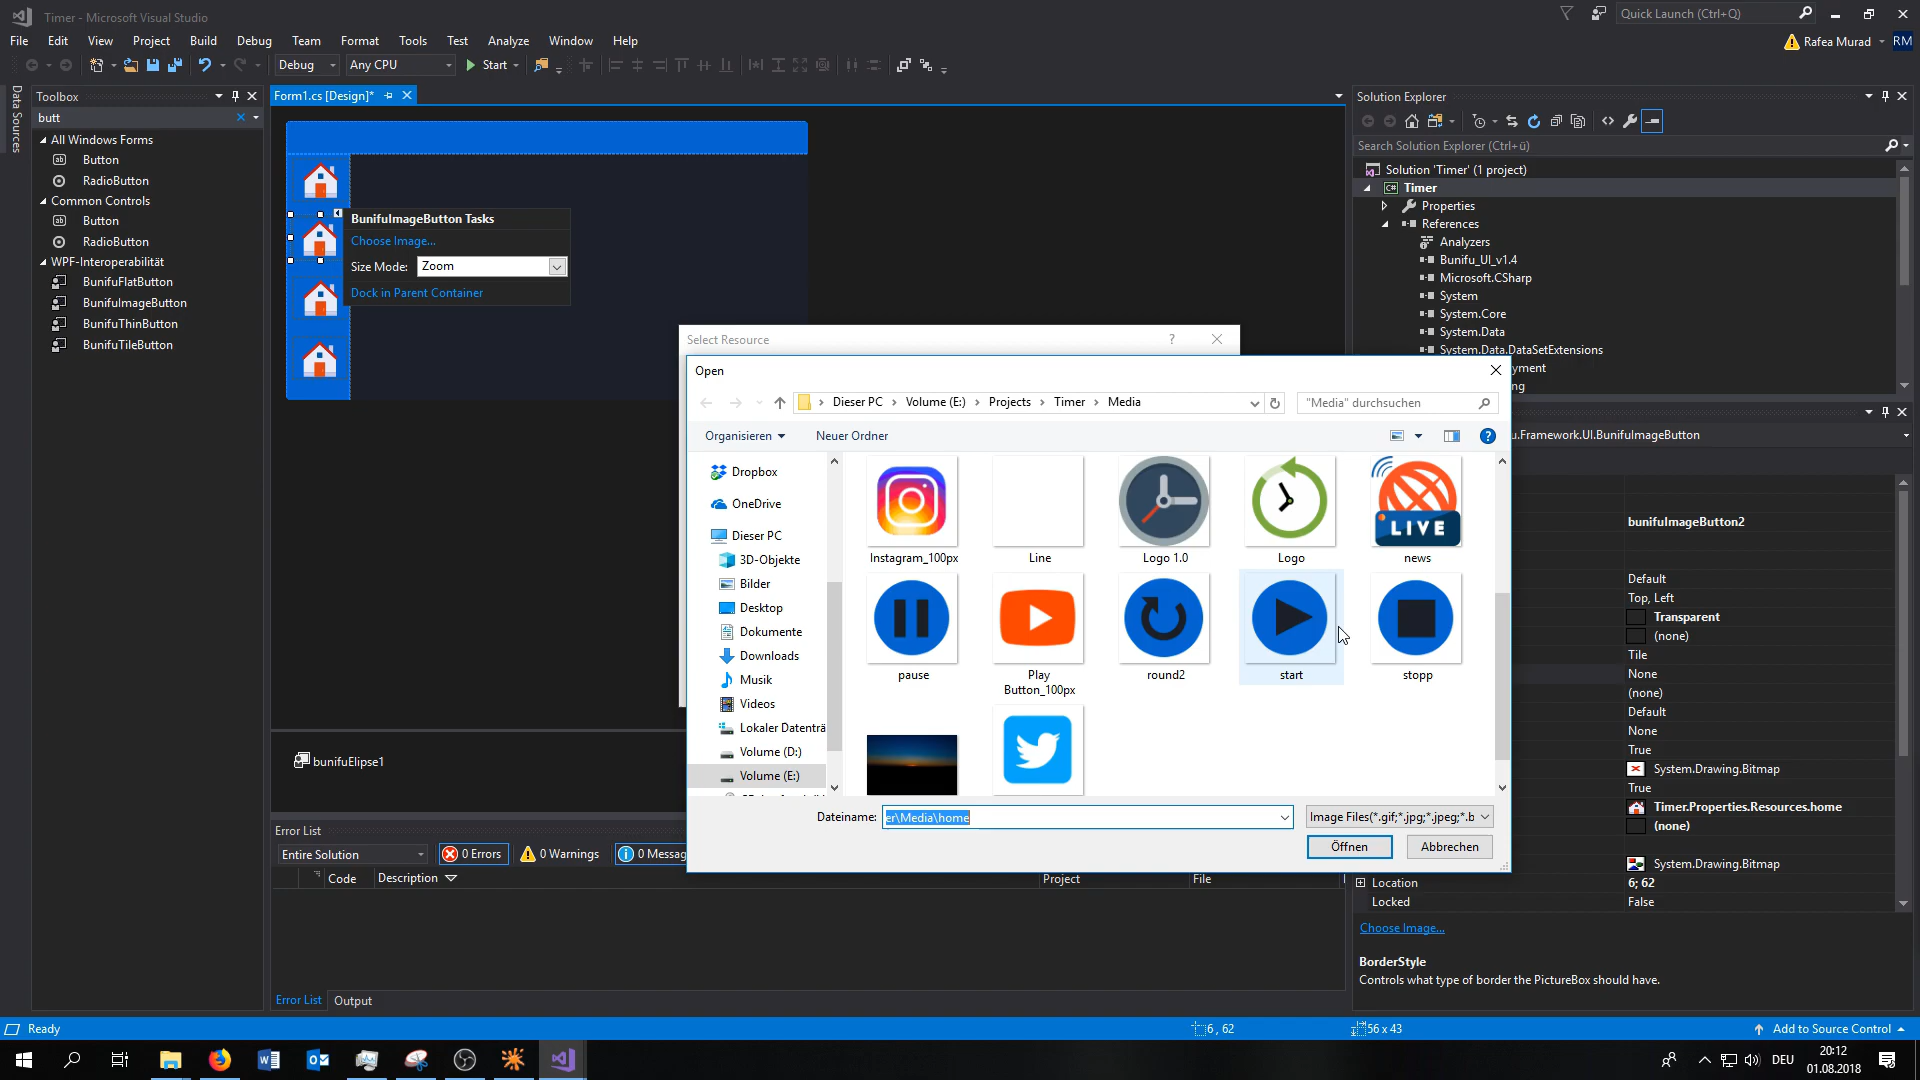 Timer - Microsoft Visual Studio
Quick Launch (Ctrl+Q)
File Edit View Project Build Debug Team Format Tools Test Analyze Window Help
Rafea Murad RM
Debug Any CPU Start
Data Sources
Toolbox
butt
All Windows Forms
Button
RadioButton
Common Controls
Button
RadioButton
WPF-Interoperabilität
BunifuFlatButton
BunifuImageButton
BunifuThinButton
BunifuTileButton
Form1.cs [Design]*
BunifuImageButton Tasks
Choose Image...
Size Mode: Zoom
Dock in Parent Container
bunifuElipse1
Select Resource
?
Open
Dieser PC Volume (E:) Projects Timer Media
"Media" durchsuchen
Organisieren Neuer Ordner
Dropbox
OneDrive
Dieser PC
3D-Objekte
Bilder
Desktop
Dokumente
Downloads
Musik
Videos
Lokaler Datenträ
Volume (D:)
Volume (E:)
LIVE
Instagram_100px Line Logo 1.0 Logo news
pause Play Button_100px round2 start stopp
Dateiname: er\Media\home
Image Files(*.gif;*.jpg;*.jpeg;*.b
Öffnen Abbrechen
Error List
Entire Solution 0 Errors 0 Warnings 0 Messag
Code Description Project File
Error List Output
Solution Explorer
Search Solution Explorer (Ctrl+ü)
Solution 'Timer' (1 project)
C# Timer
Properties
References
Analyzers
Bunifu_UI_v1.4
Microsoft.CSharp
System
System.Core
System.Data
System.Data.DataSetExtensions
yment
ng
u.Framework.UI.BunifuImageButton
bunifuImageButton2
Default
Top, Left
Transparent
(none)
Tile
None
(none)
Default
None
True
System.Drawing.Bitmap
True
Timer.Properties.Resources.home
(none)
System.Drawing.Bitmap
Location 6; 62
Locked False
Choose Image...
BorderStyle
Controls what type of border the PictureBox should have.
Ready
6 , 62
56 x 43
Add to Source Control
DEU
20:12
01.08.2018